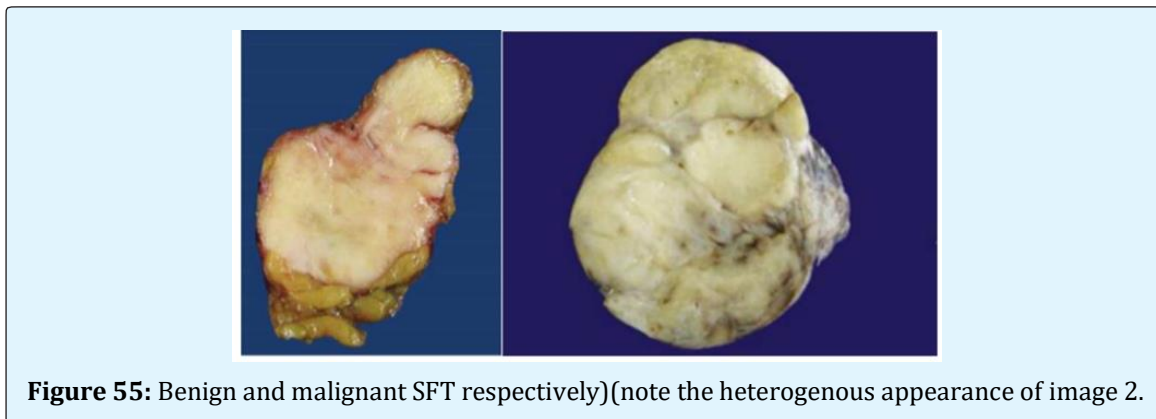 Figure 55: Benign and malignant SFT respectively)(note the heterogenous appearance of image 2.